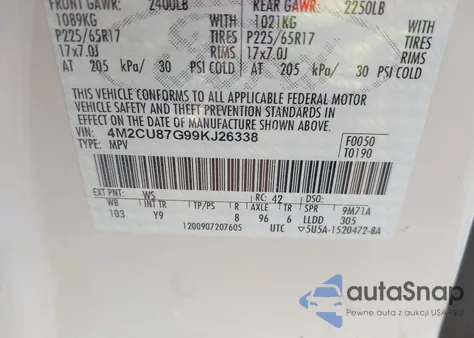 FRONT GAWR: 2400LB REAR GAWR: 2250LB
1089KG WITH 1021KG WITH
P225/65R17 TIRES P225/65R17 TIRES
17x7.0J RIMS 17x7.0J RIMS
AT 205 kPa/ 30 PSI COLD AT 205 kPa/ 30 PSI COLD
THIS VEHICLE CONFORMS TO ALL APPLICABLE FEDERAL MOTOR
VEHICLE SAFETY AND THEFT PREVENTION STANDARDS IN
EFFECT ON THE DATE OF MANUFACTURE SHOWN ABOVE.
VIN: 4M2CU87G99KJ26338
TYPE: MPV
F0050
T0190
EXT PNT: WS RC: 42 DSO:
WB INT TR TP/PS R AXLE TR SPR 9M71A
103 Y9 8 96 6 LLDD 305
1200907207605 UTC ▽5U5A-1520472-BA
autoSnap
Pewne auta z aukcji USA i EU